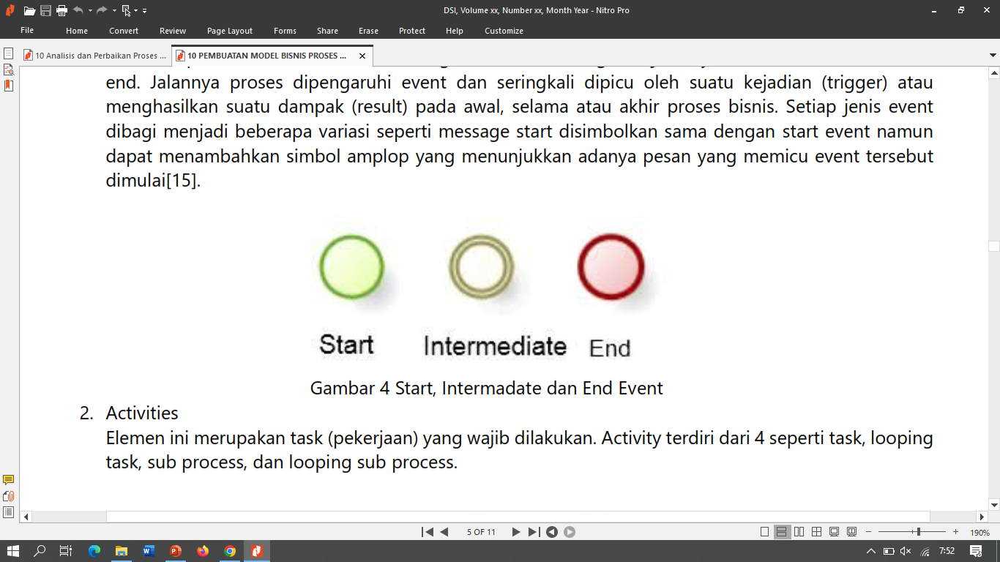 DSI, Volume xx, Number xx, Month Year - Nitro Pro
File Home Convert Review Page Layout Forms Share Erase Protect Help Customize
10 Analisis dan Perbaikan Proses ... 10 PEMBUATAN MODEL BISNIS PROSES ...
end. Jalannya proses dipengaruhi event dan seringkali dipicu oleh suatu kejadian (trigger) atau
menghasilkan suatu dampak (result) pada awal, selama atau akhir proses bisnis. Setiap jenis event
dibagi menjadi beberapa variasi seperti message start disimbolkan sama dengan start event namun
dapat menambahkan simbol amplop yang menunjukkan adanya pesan yang memicu event tersebut
dimulai[15].
Start Intermediate End
Gambar 4 Start, Intermadate dan End Event
2. Activities
Elemen ini merupakan task (pekerjaan) yang wajib dilakukan. Activity terdiri dari 4 seperti task, looping
task, sub process, dan looping sub process.
5 OF 11
190%
7:52